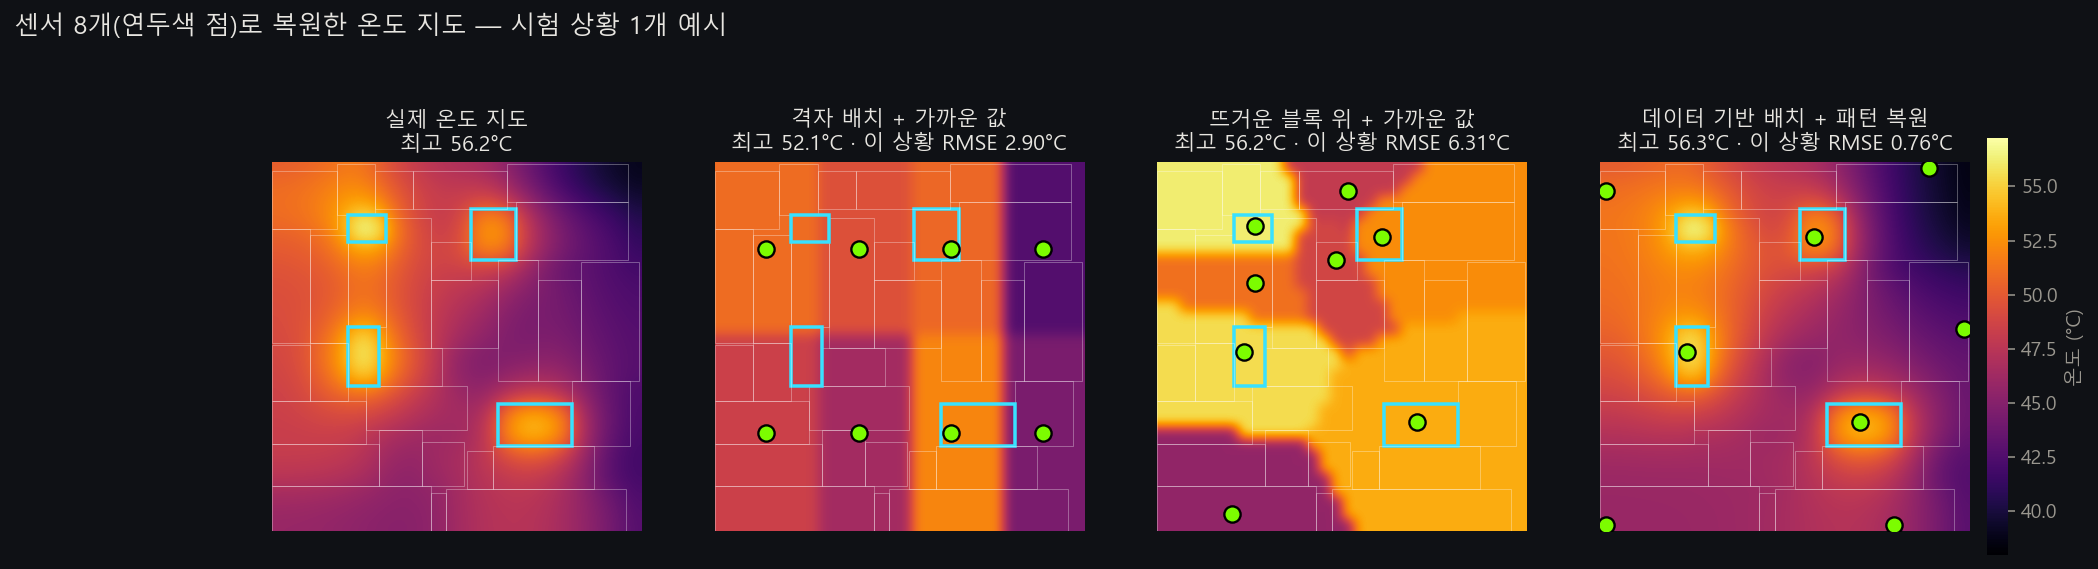 센서 8개(연두색 점)로 복원한 온도 지도 — 시험 상황 1개 예시
실제 온도 지도
최고 56.2°C
격자 배치 + 가까운 값
최고 52.1°C · 이 상황 RMSE 2.90°C
뜨거운 블록 위 + 가까운 값
최고 56.2°C · 이 상황 RMSE 6.31°C
데이터 기반 배치 + 패턴 복원
최고 56.3°C · 이 상황 RMSE 0.76°C
55.0
52.5
50.0
47.5
45.0
42.5
40.0
온도 (°C)